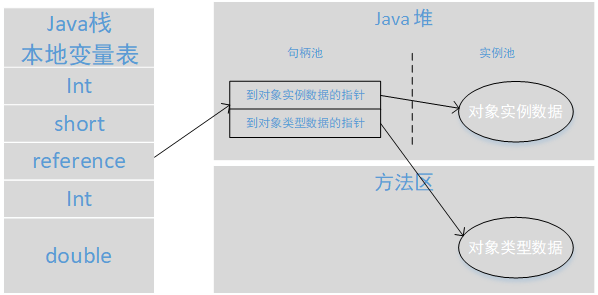 Java栈
本地变量表
Int
short
reference
Int
double
Java 堆
句柄池
实例池
到对象实例数据的指针
到对象类型数据的指针
对象实例数据
方法区
对象类型数据